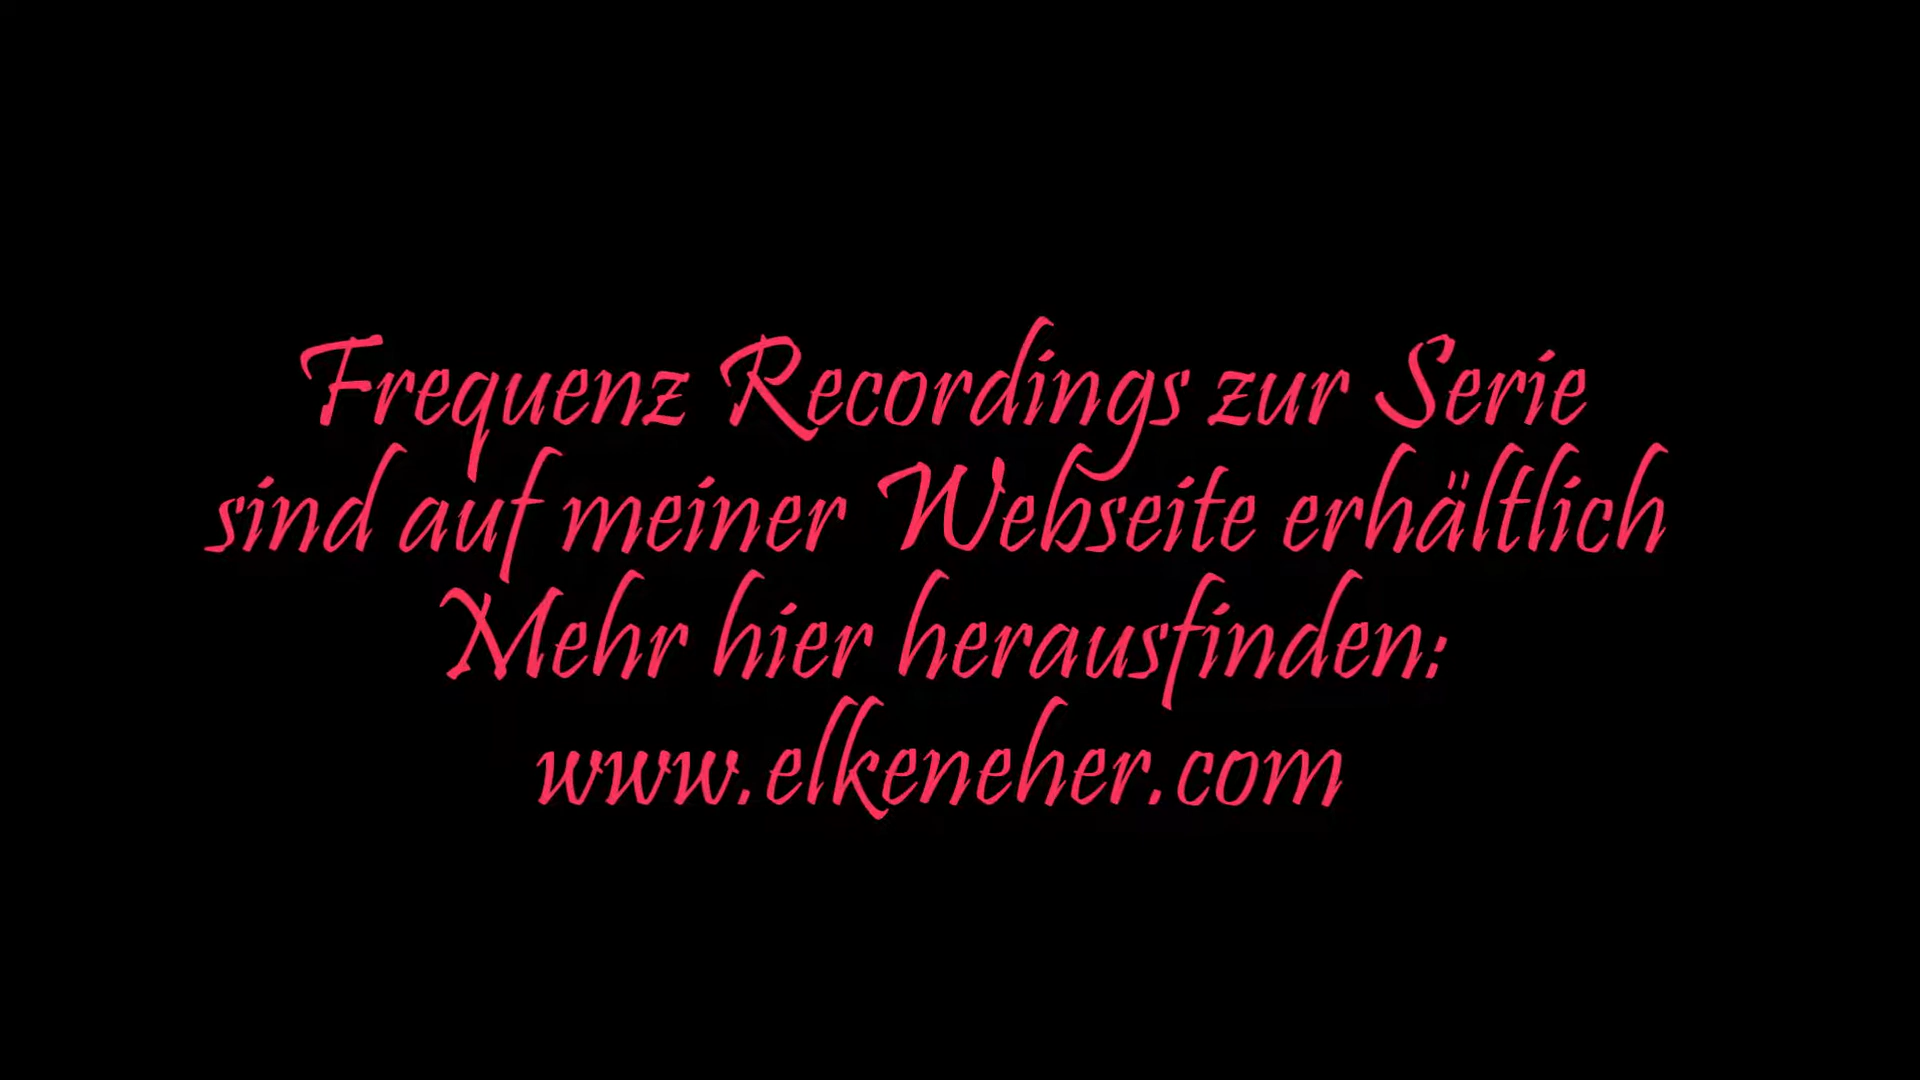 Frequenz Recordings zur Serie
sind auf meiner Webseite erhältlich
Mehr hier herausfinden:
www.elkeneher.com